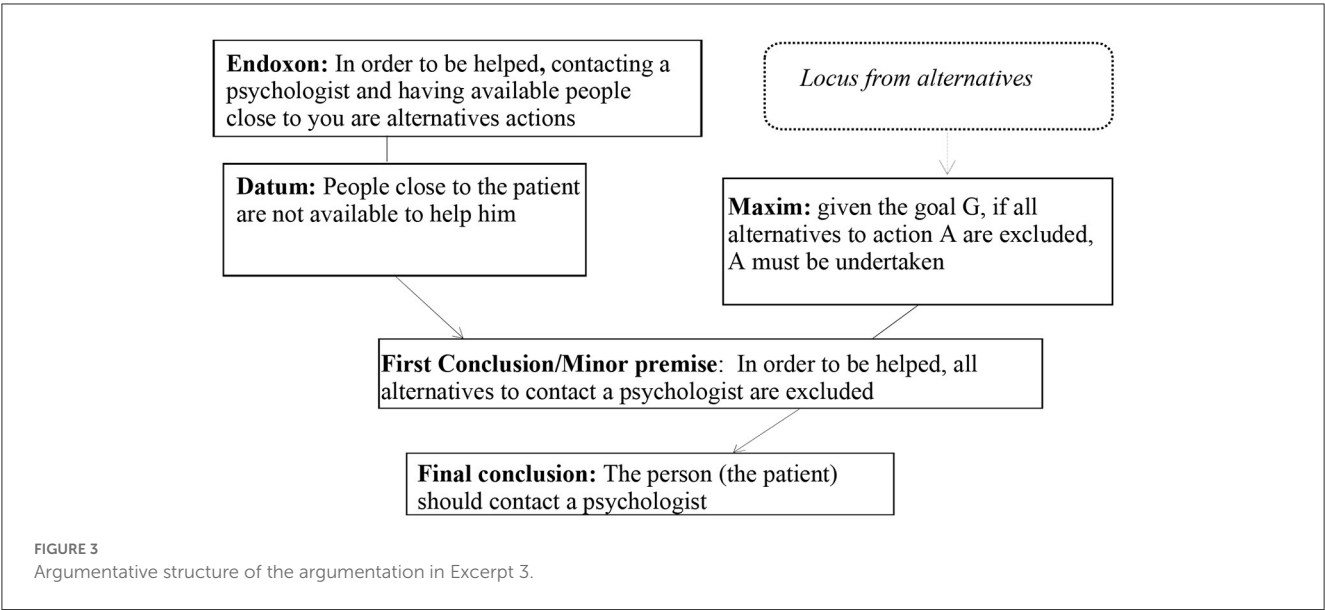 Endoxon: In order to be helped, contacting a
psychologist and having available people
close to you are alternatives actions
Locus from alternatives
Datum: People close to the patient
are not available to help him
Maxim: given the goal G, if all
alternatives to action A are excluded,
A must be undertaken
First Conclusion/Minor premise:  In order to be helped, all
alternatives to contact a psychologist are excluded
Final conclusion: The person (the patient)
should contact a psychologist
FIGURE 3
Argumentative structure of the argumentation in Excerpt 3.